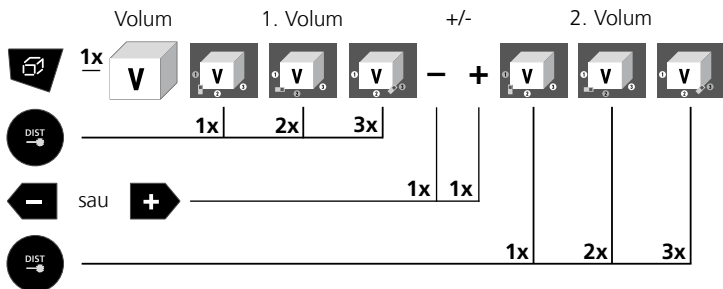 Volum 1. Volum +/- 2. Volum
1x V V V V − + V V V
DIST 1x 2x 3x
− sau + 1x 1x
DIST 1x 2x 3x